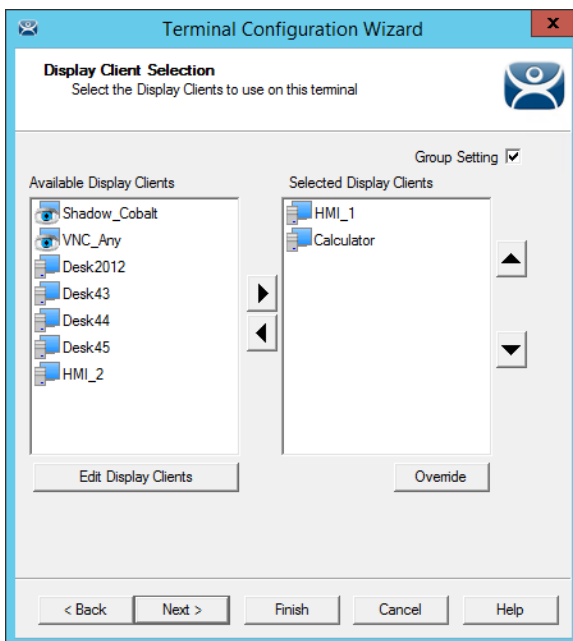 Terminal Configuration Wizard
x
Display Client Selection
Select the Display Clients to use on this terminal
Group Setting
Available Display Clients
Selected Display Clients
Shadow_Cobalt
VNC_Any
Desk2012
Desk43
Desk44
Desk45
HMI_2
HMI_1
Calculator
Edit Display Clients
Override
< Back
Next >
Finish
Cancel
Help